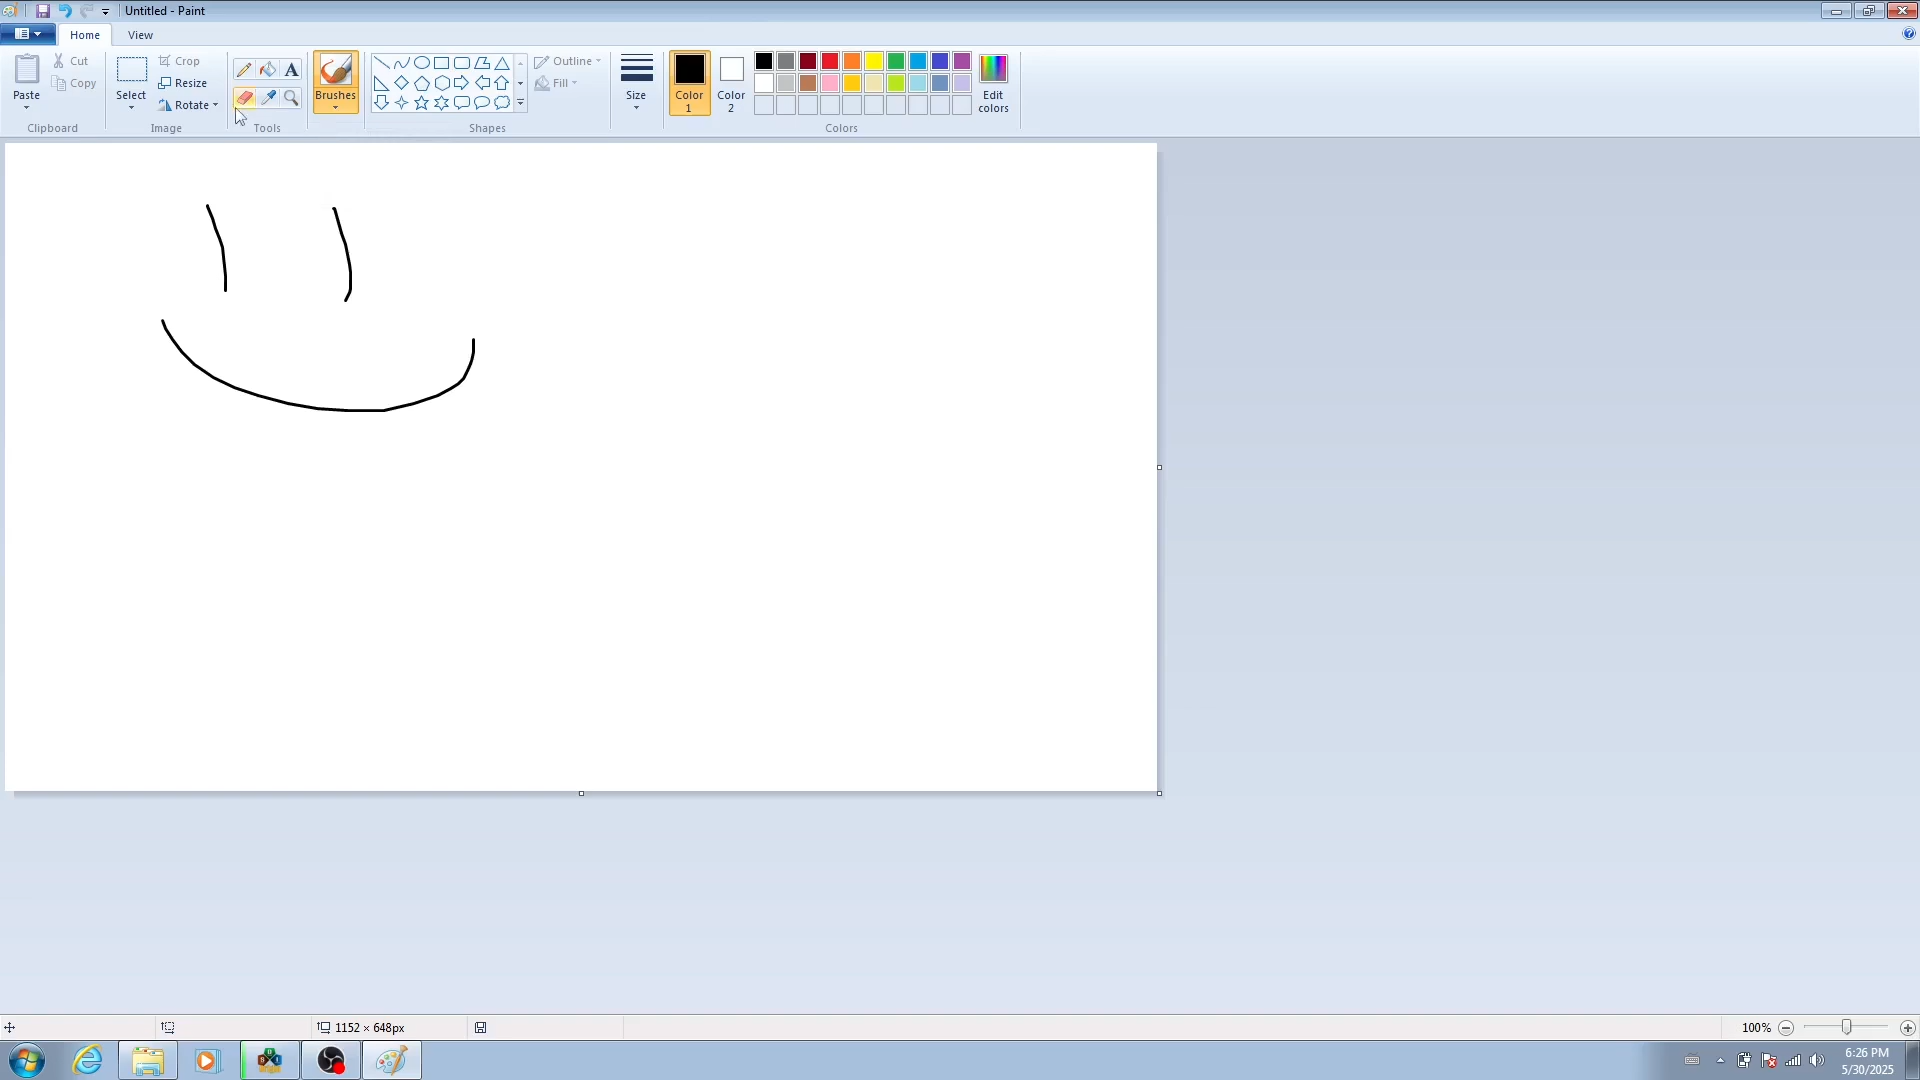 Untitled - Paint
Home View
Paste
Cut
Copy
Clipboard
Select
Crop
Resize
Rotate
Image
A
Tools
Brushes
Shapes
Outline
Fill
Size
Color
1
Color
2
Edit
colors
Colors
1152 × 648px
100%
6:26 PM
5/30/2025